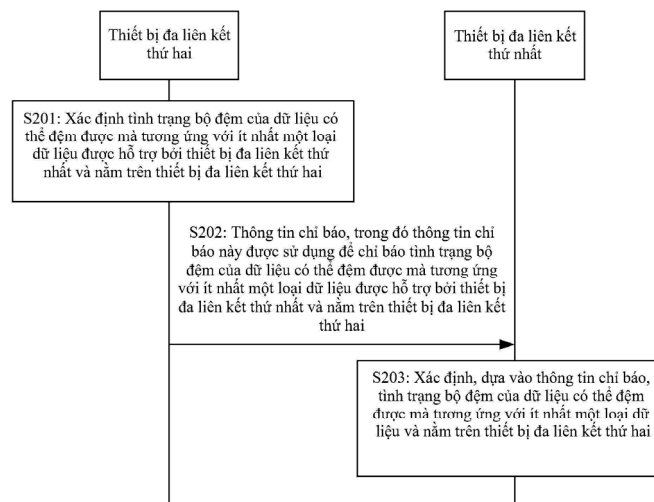 Thiết bị đa liên kết
thứ hai
Thiết bị đa liên kết
thứ nhất
S201: Xác định tình trạng bộ đệm của dữ liệu có
thể đệm được mà tương ứng với ít nhất một loại
dữ liệu được hỗ trợ bởi thiết bị đa liên kết thứ
nhất và nằm trên thiết bị đa liên kết thứ hai
S202: Thông tin chỉ báo, trong đó thông tin chỉ
báo này được sử dụng để chỉ báo tình trạng bộ
đệm của dữ liệu có thể đệm được mà tương ứng
với ít nhất một loại dữ liệu được hỗ trợ bởi thiết bị
đa liên kết thứ nhất và nằm trên thiết bị đa liên kết
thứ hai
S203: Xác định, dựa vào thông tin chỉ báo,
tình trạng bộ đệm của dữ liệu có thể đệm
được mà tương ứng với ít nhất một loại dữ
liệu và nằm trên thiết bị đa liên kết thứ hai